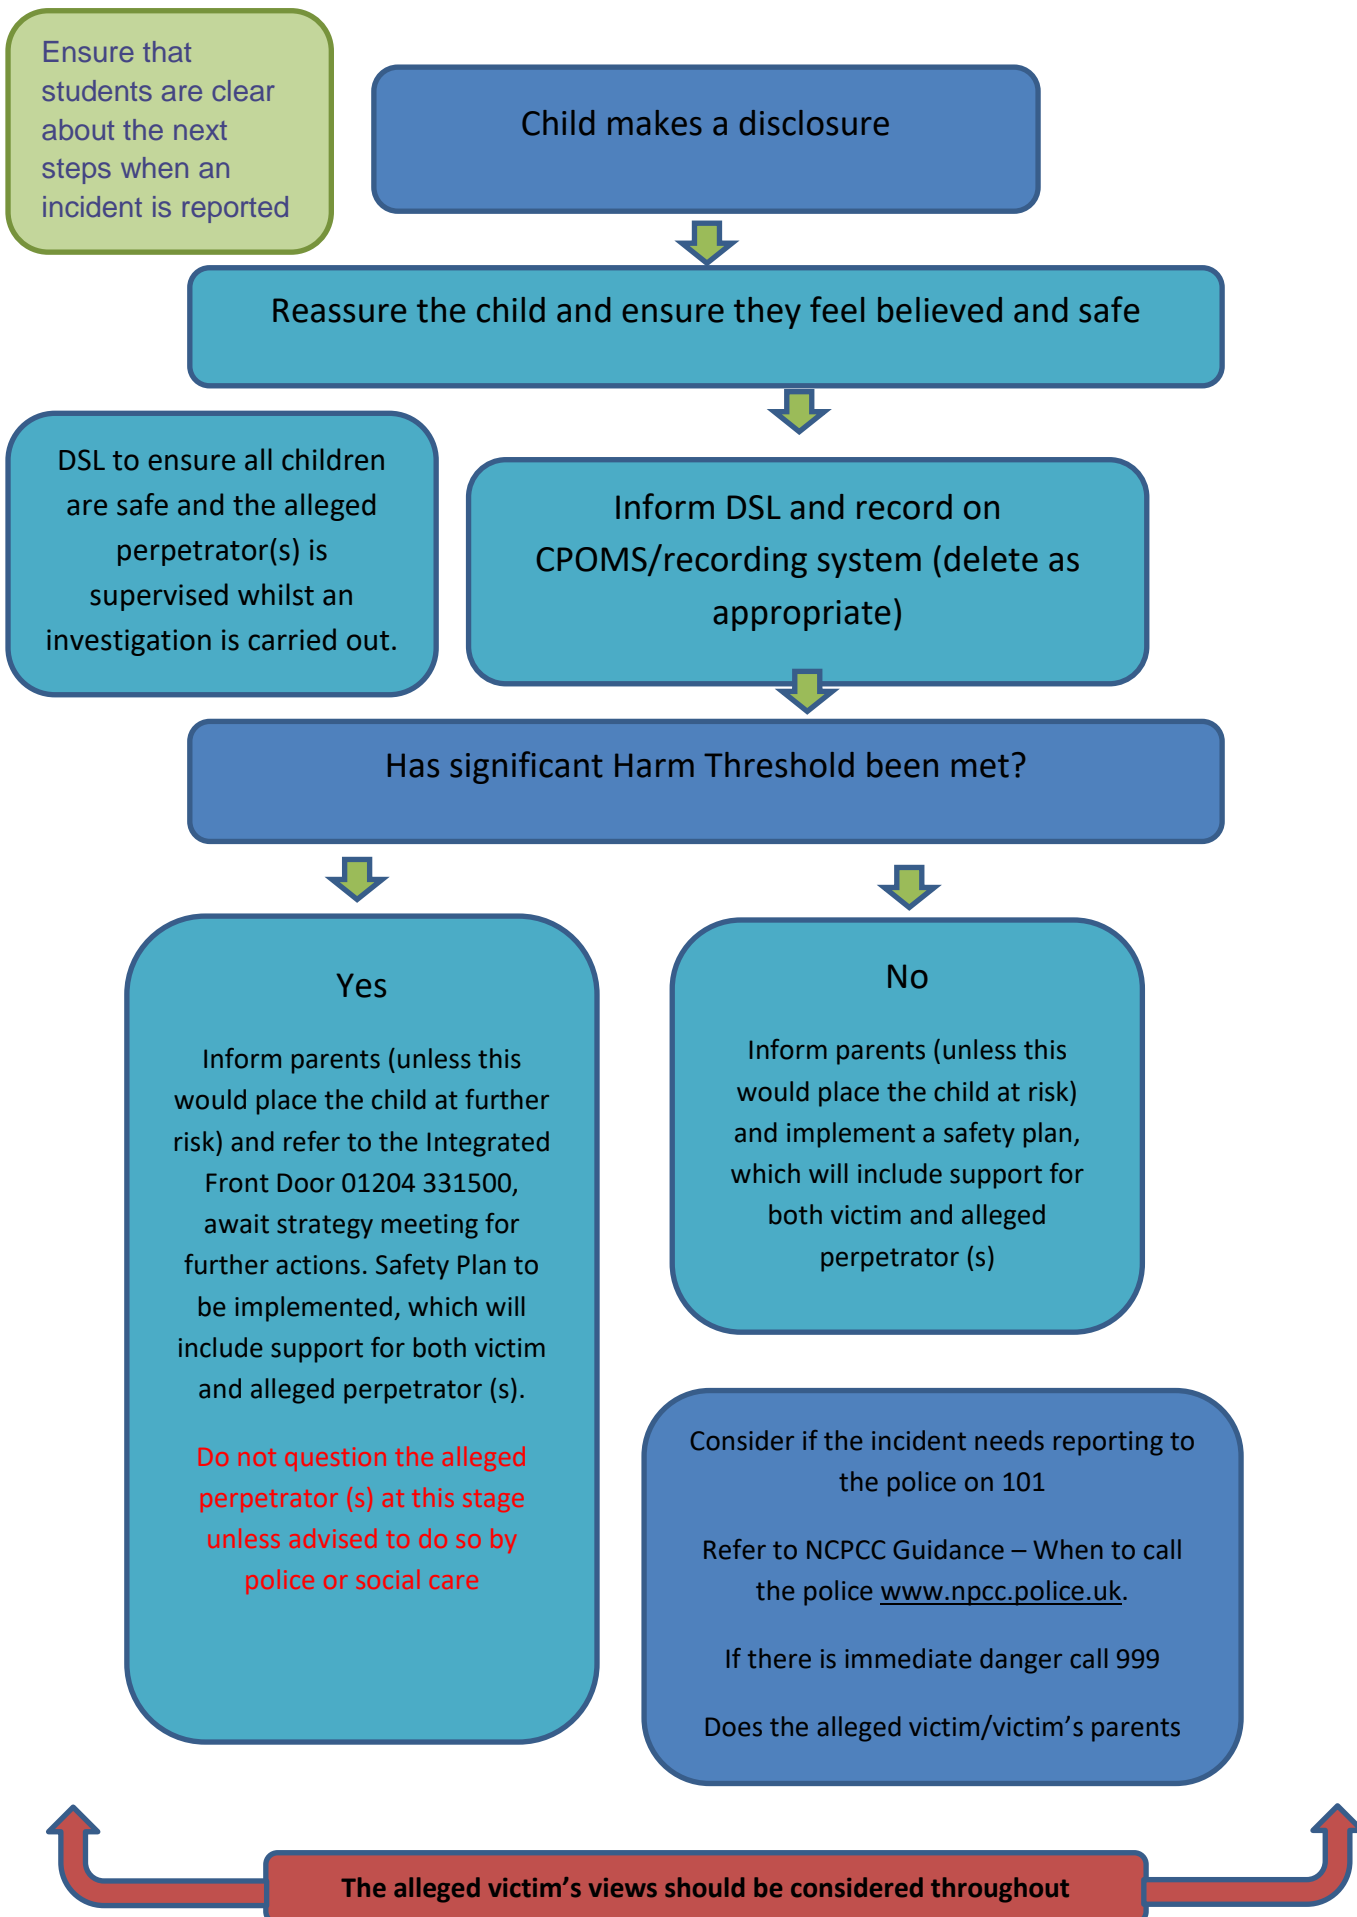 Ensure that
students are clear
about the next
steps when an
incident is reported
Child makes a disclosure
Reassure the child and ensure they feel believed and safe
DSL to ensure all children
are safe and the alleged
perpetrator(s) is
supervised whilst an
investigation is carried out.
Inform DSL and record on
CPOMS/recording system (delete as
appropriate)
Has significant Harm Threshold been met?
Yes
Inform parents (unless this
would place the child at further
risk) and refer to the Integrated
Front Door 01204 331500,
await strategy meeting for
further actions. Safety Plan to
be implemented, which will
include support for both victim
and alleged perpetrator (s).
Do not question the alleged
perpetrator (s) at this stage
unless advised to do so by
police or social care
No
Inform parents (unless this
would place the child at risk)
and implement a safety plan,
which will include support for
both victim and alleged
perpetrator (s)
Consider if the incident needs reporting to
the police on 101
Refer to NCPCC Guidance – When to call
the police www.npcc.police.uk.
If there is immediate danger call 999
Does the alleged victim/victim’s parents
The alleged victim’s views should be considered throughout